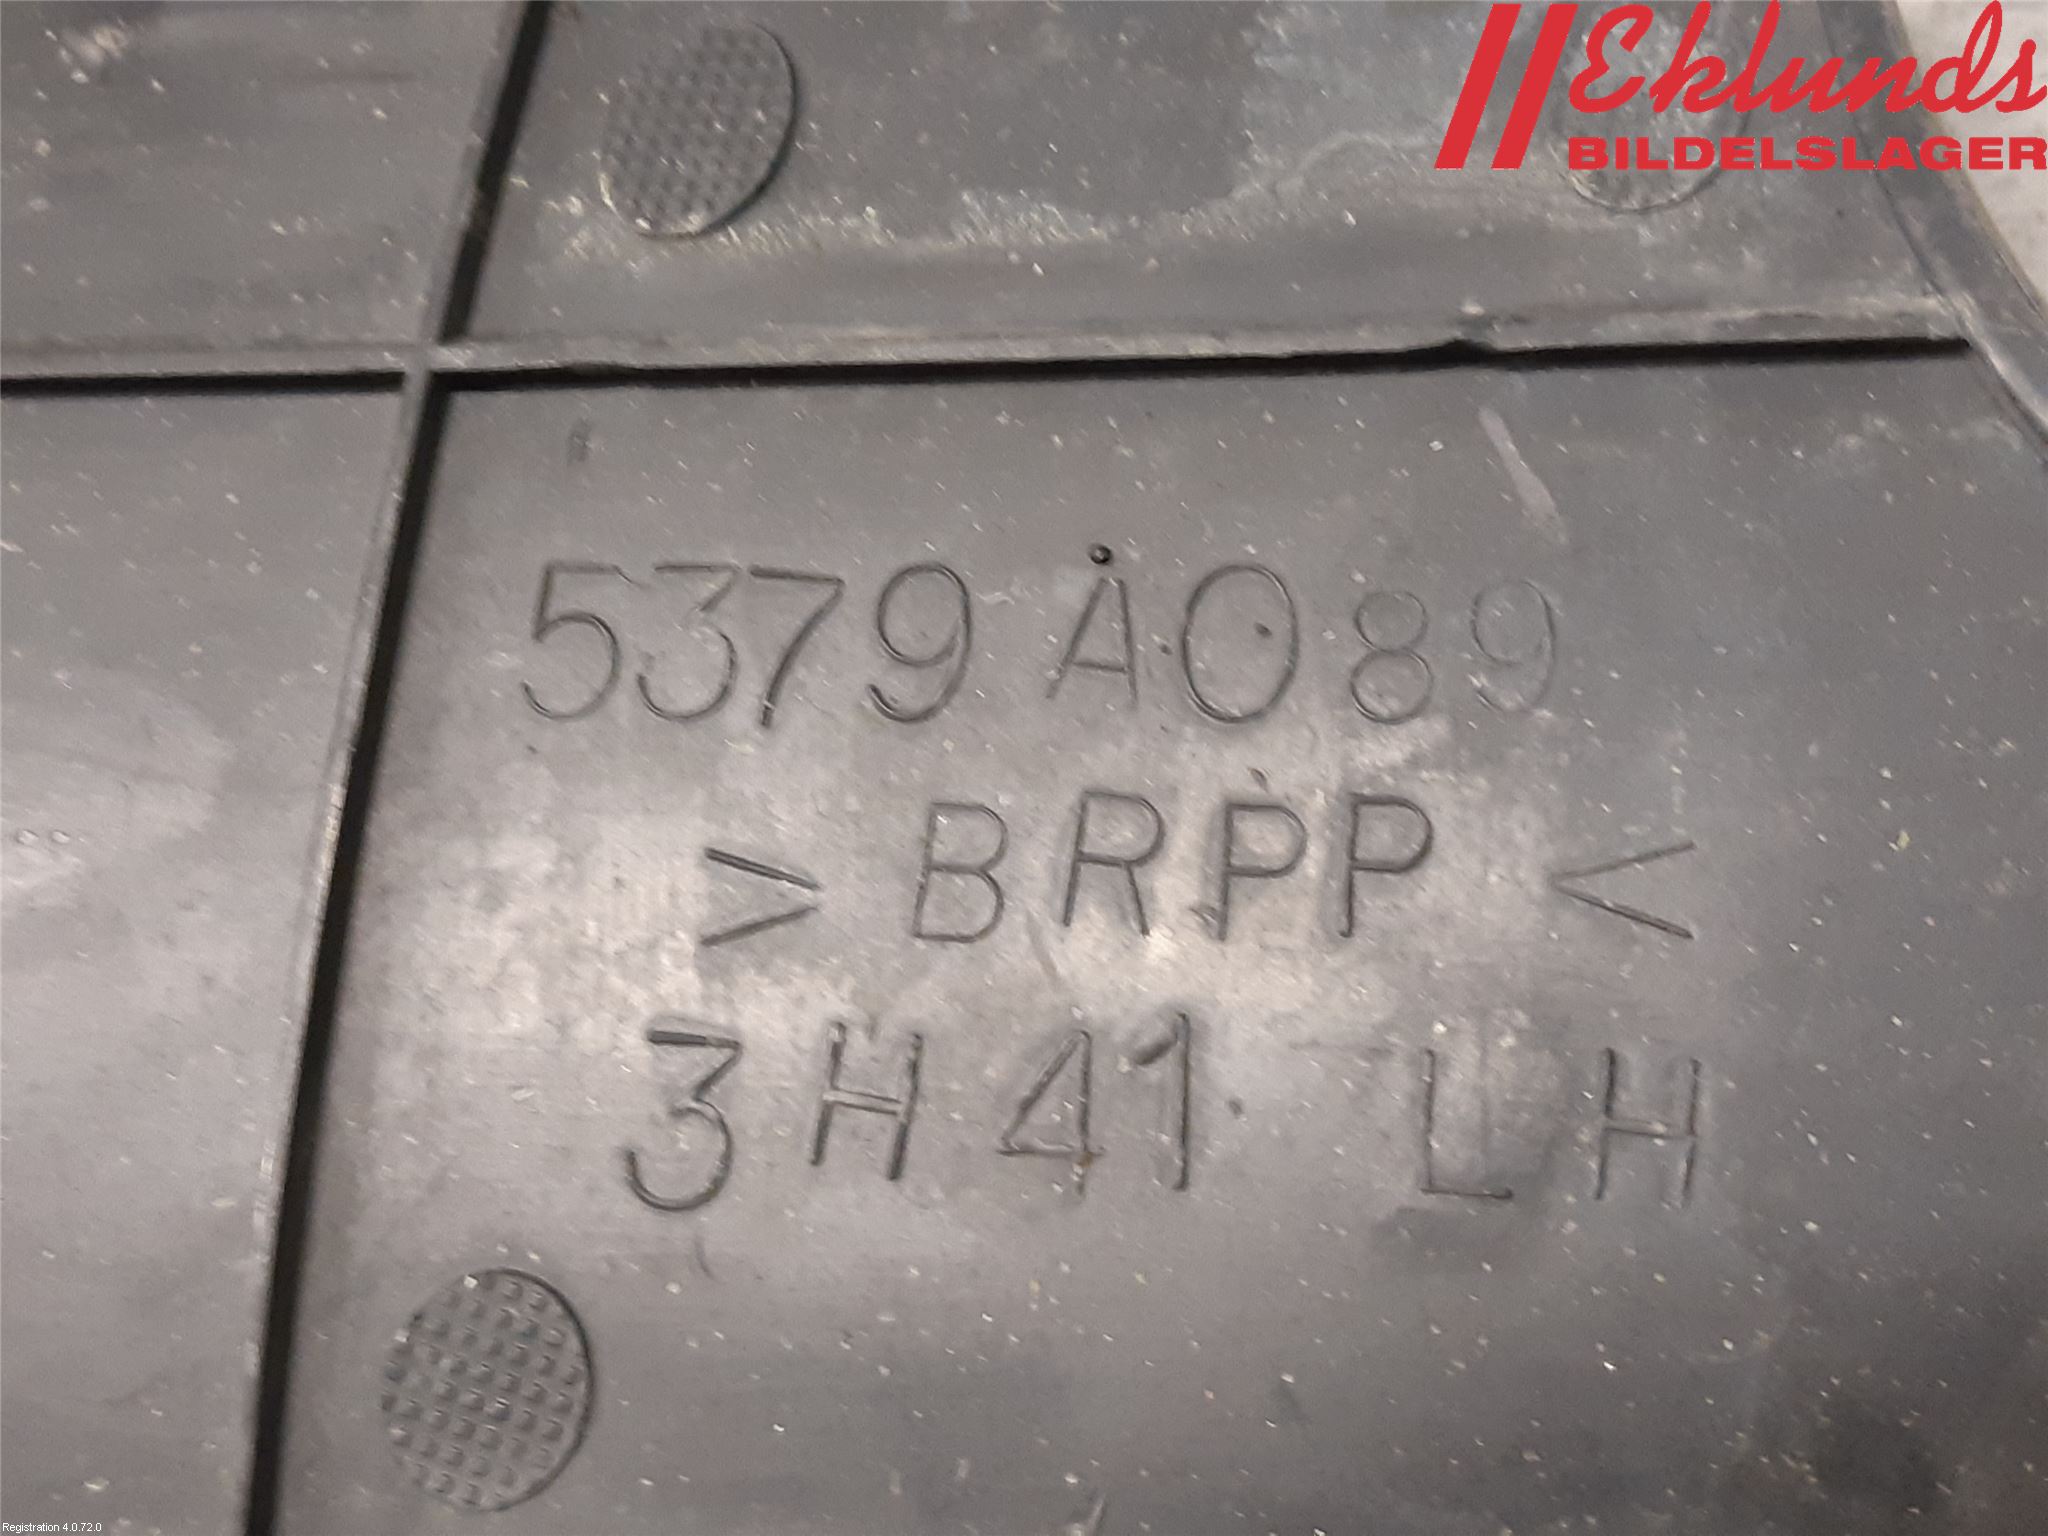 Eklunds
BILDELSLAGER
5379A089
> BRPP <
3H41 LH
Registration 4.0.72.0